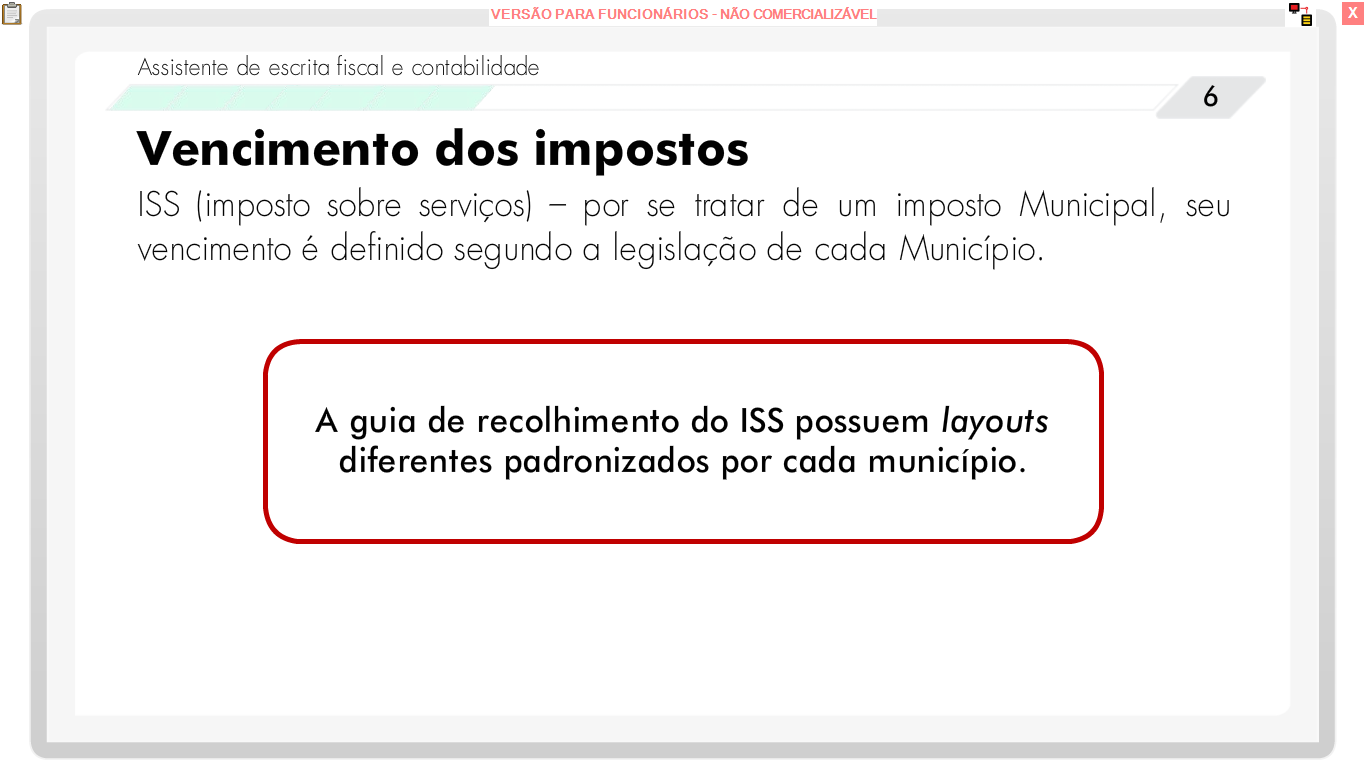 VERSÃO PARA FUNCIONÁRIOS - NÃO COMERCIALIZÁVEL
X
Assistente de escrita fiscal e contabilidade
6
Vencimento dos impostos
ISS (imposto sobre serviços) – por se tratar de um imposto Municipal, seu
vencimento é definido segundo a legislação de cada Município.
A guia de recolhimento do ISS possuem layouts
diferentes padronizados por cada município.